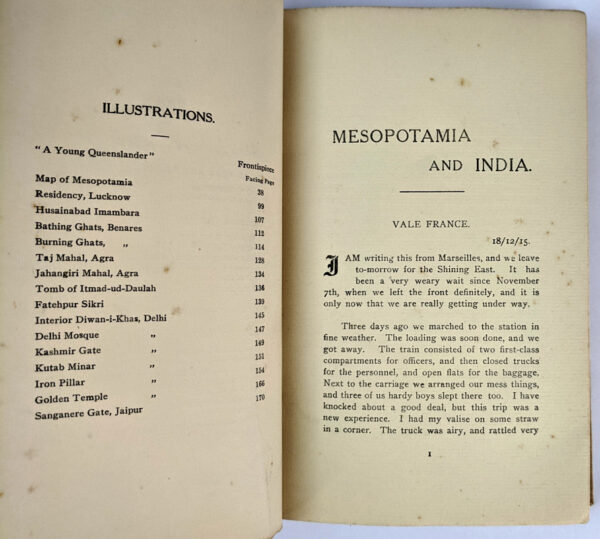 ILLUSTRATIONS.
"A Young Queenslander" Frontispiece
Facing Page
Map of Mesopotamia 38
Residency, Lucknow 99
Husainabad Imambara 107
Bathing Ghats, Benares 112
Burning Ghats, " 114
Taj Mahal, Agra 128
Jahangiri Mahal, Agra 134
Tomb of Itmad-ud-Daulah 136
Fatehpur Sikri 139
Interior Diwan-i-Khas, Delhi 145
Delhi Mosque " 147
Kashmir Gate " 149
Kutab Minar " 151
Iron Pillar " 154
Golden Temple " 166
Sanganere Gate, Jaipur 170
MESOPOTAMIA
AND INDIA.
VALE FRANCE.
18/12/15.
I AM writing this from Marseilles, and we leave
to-morrow for the Shining East. It has
been a very weary wait since November
7th, when we left the front definitely, and it is
only now that we are really getting under way.
Three days ago we marched to the station in
fine weather. The loading was soon done, and we
got away. The train consisted of two first-class
compartments for officers, and then closed trucks
for the personnel, and open flats for the baggage.
Next to the carriage we arranged our mess things,
and three of us hardy boys slept there too. I have
knocked about a good deal, but this trip was a
new experience. I had my valise on some straw
in a corner. The truck was airy, and rattled very
1